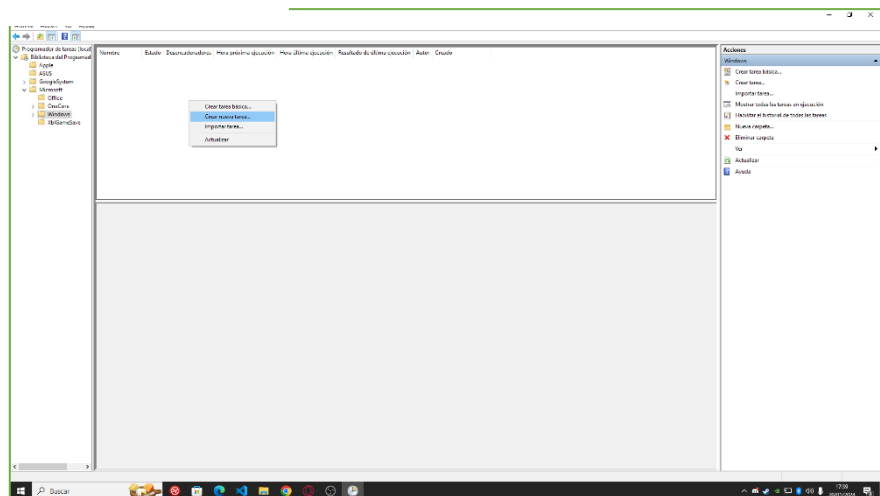 Programador de tareas (local
Biblioteca del Programad
Apple
ASUS
GoogleSystem
Microsoft
Office
OneCore
Windows
XblGameSave
Nombre Estado Desencadenadores Hora próxima ejecución Hora última ejecución Resultado de última ejecución Autor Creado
Crear tarea básica...
Crear nueva tarea...
Importar tarea...
Actualizar
Acciones
Windows
Crear tarea básica...
Crear tarea...
Importar tarea...
Mostrar todas las tareas en ejecución
Habilitar el historial de todas las tareas
Nueva carpeta...
Eliminar carpeta
Ver
Actualizar
Ayuda
Buscar
17:39